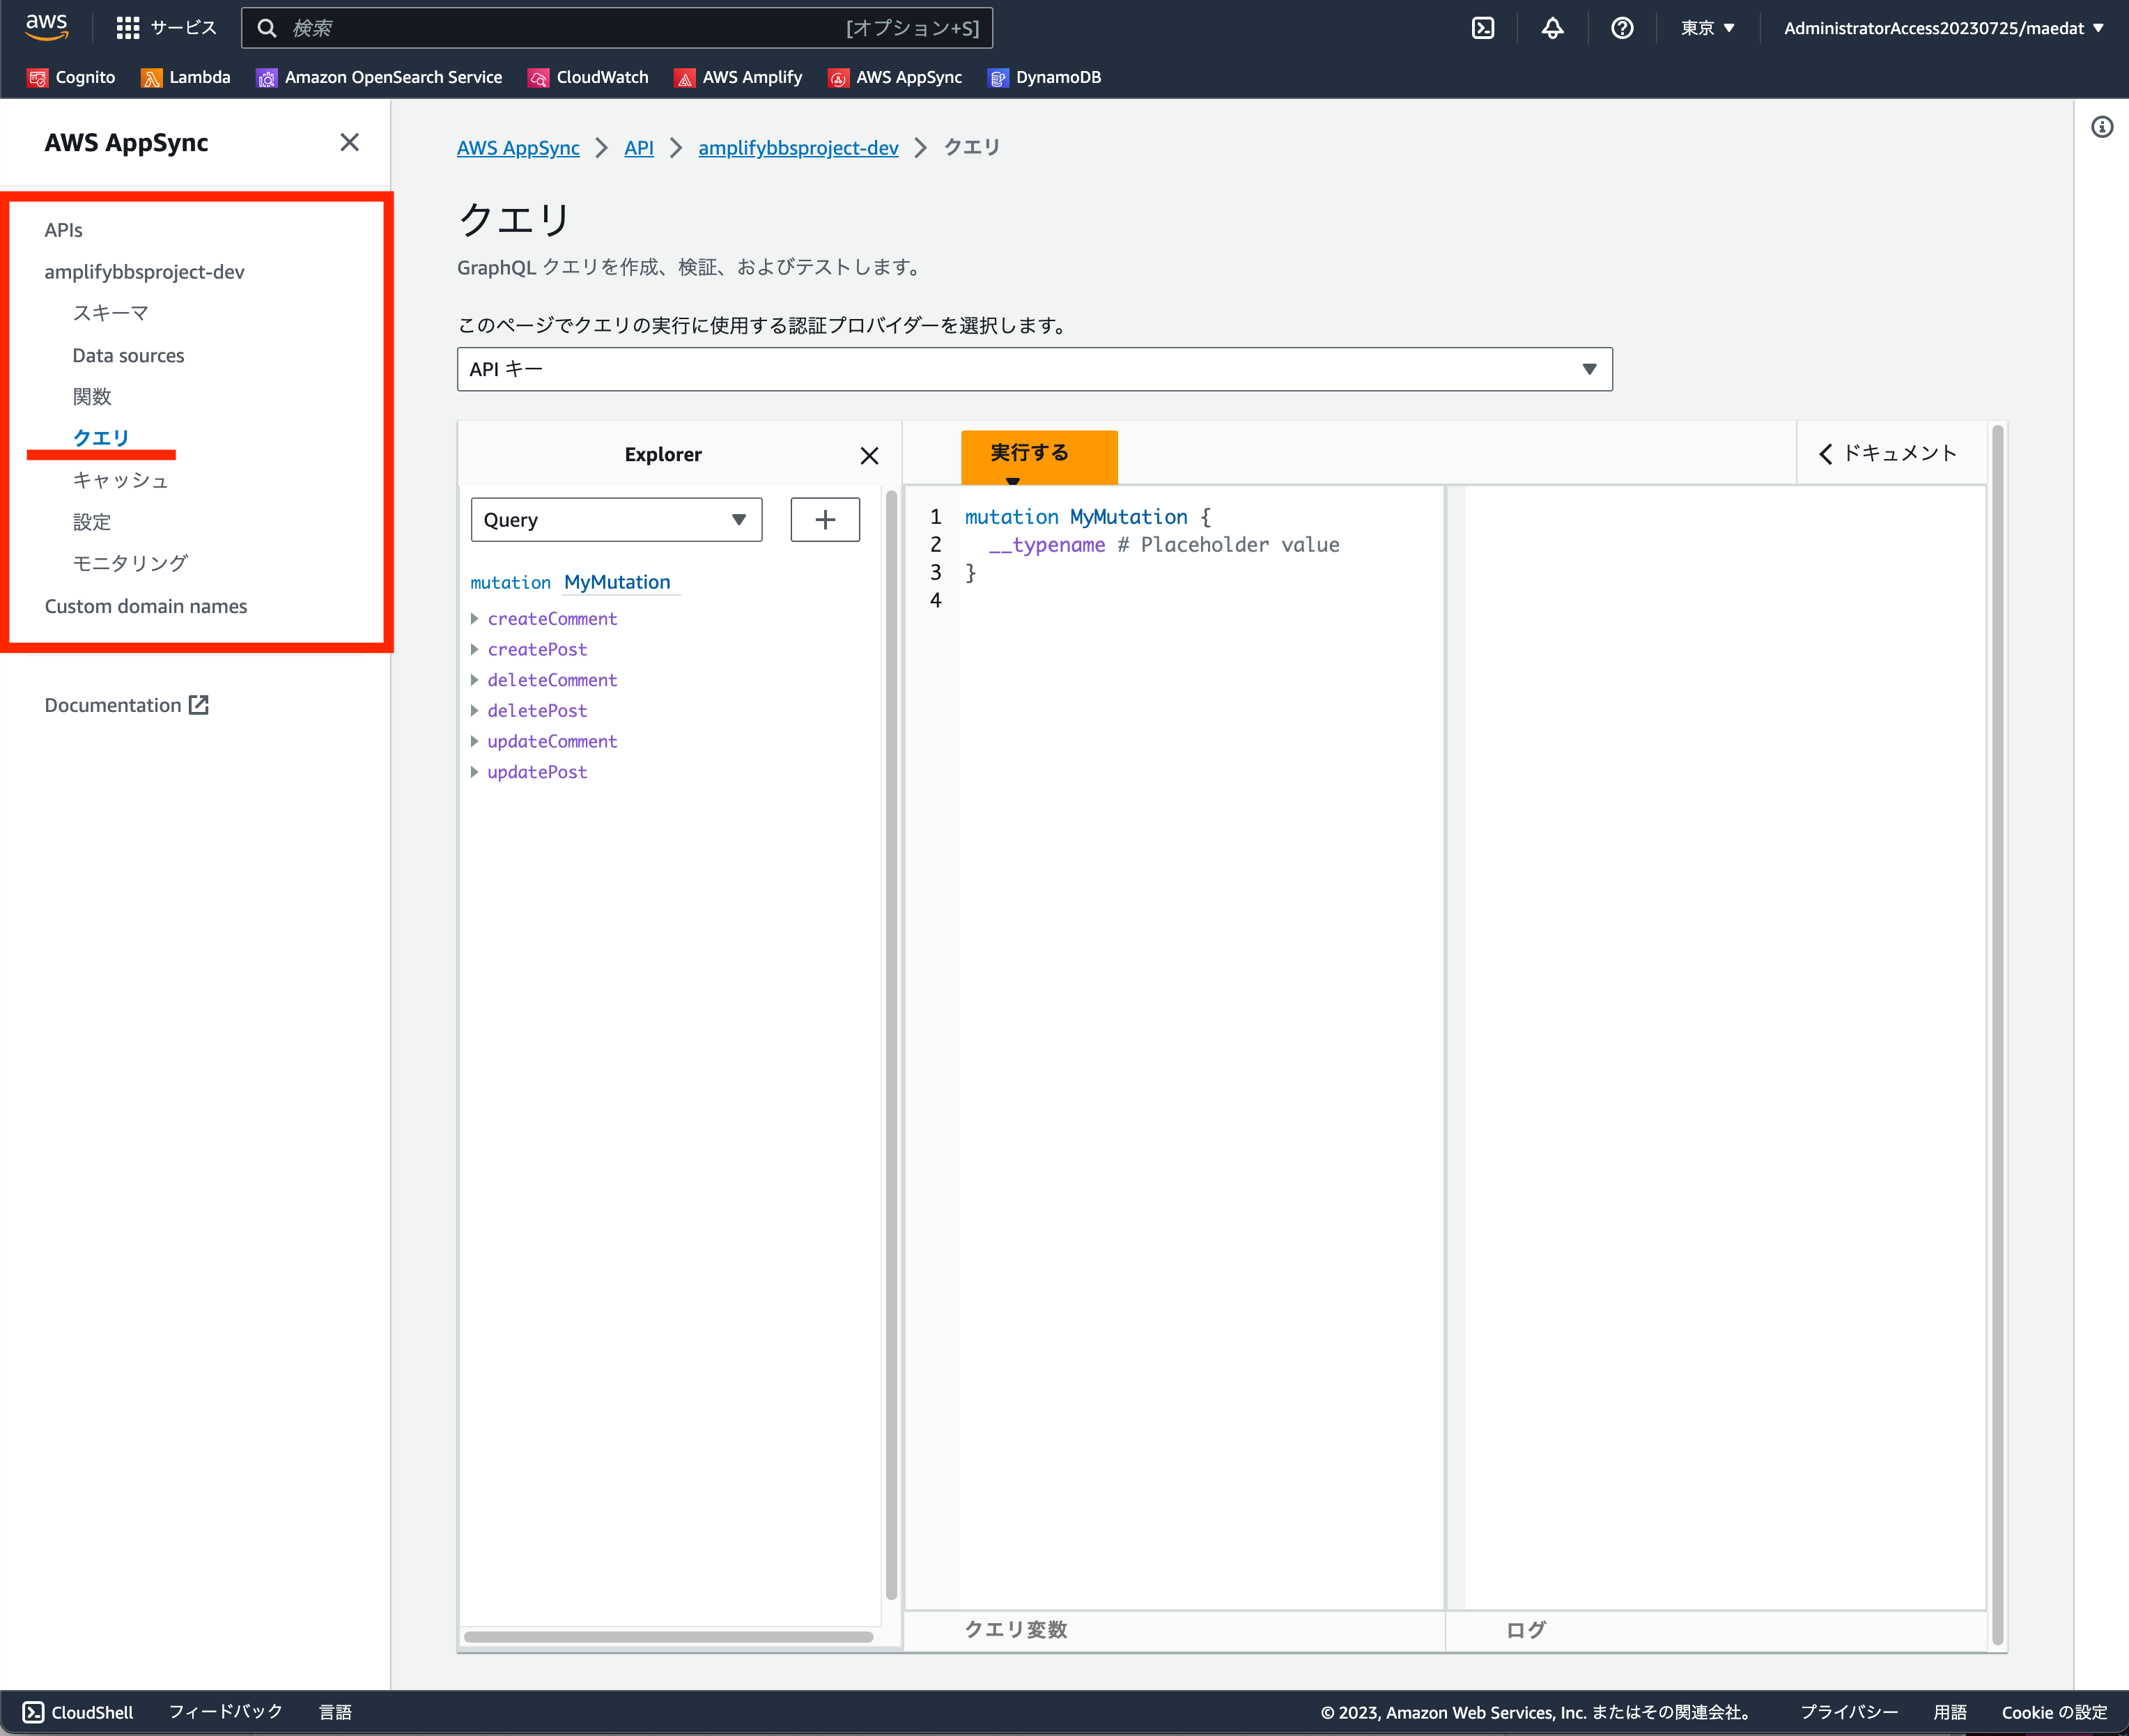 aws サービス 検索 [オプション+S] 東京 AdministratorAccess20230725/maedat
Cognito Lambda Amazon OpenSearch Service CloudWatch AWS Amplify AWS AppSync DynamoDB
AWS AppSync
APIs
amplifybbsproject-dev
スキーマ
Data sources
関数
クエリ
キャッシュ
設定
モニタリング
Custom domain names
Documentation
AWS AppSync API amplifybbsproject-dev クエリ
クエリ
GraphQL クエリを作成、検証、およびテストします。
このページでクエリの実行に使用する認証プロバイダーを選択します。
API キー
Explorer
Query
mutation MyMutation
createComment
createPost
deleteComment
deletePost
updateComment
updatePost
実行する
ドキュメント
1 mutation MyMutation {
2 __typename # Placeholder value
3 }
4
クエリ変数
ログ
CloudShell フィードバック 言語 © 2023, Amazon Web Services, Inc. またはその関連会社。 プライバシー 用語 Cookie の設定